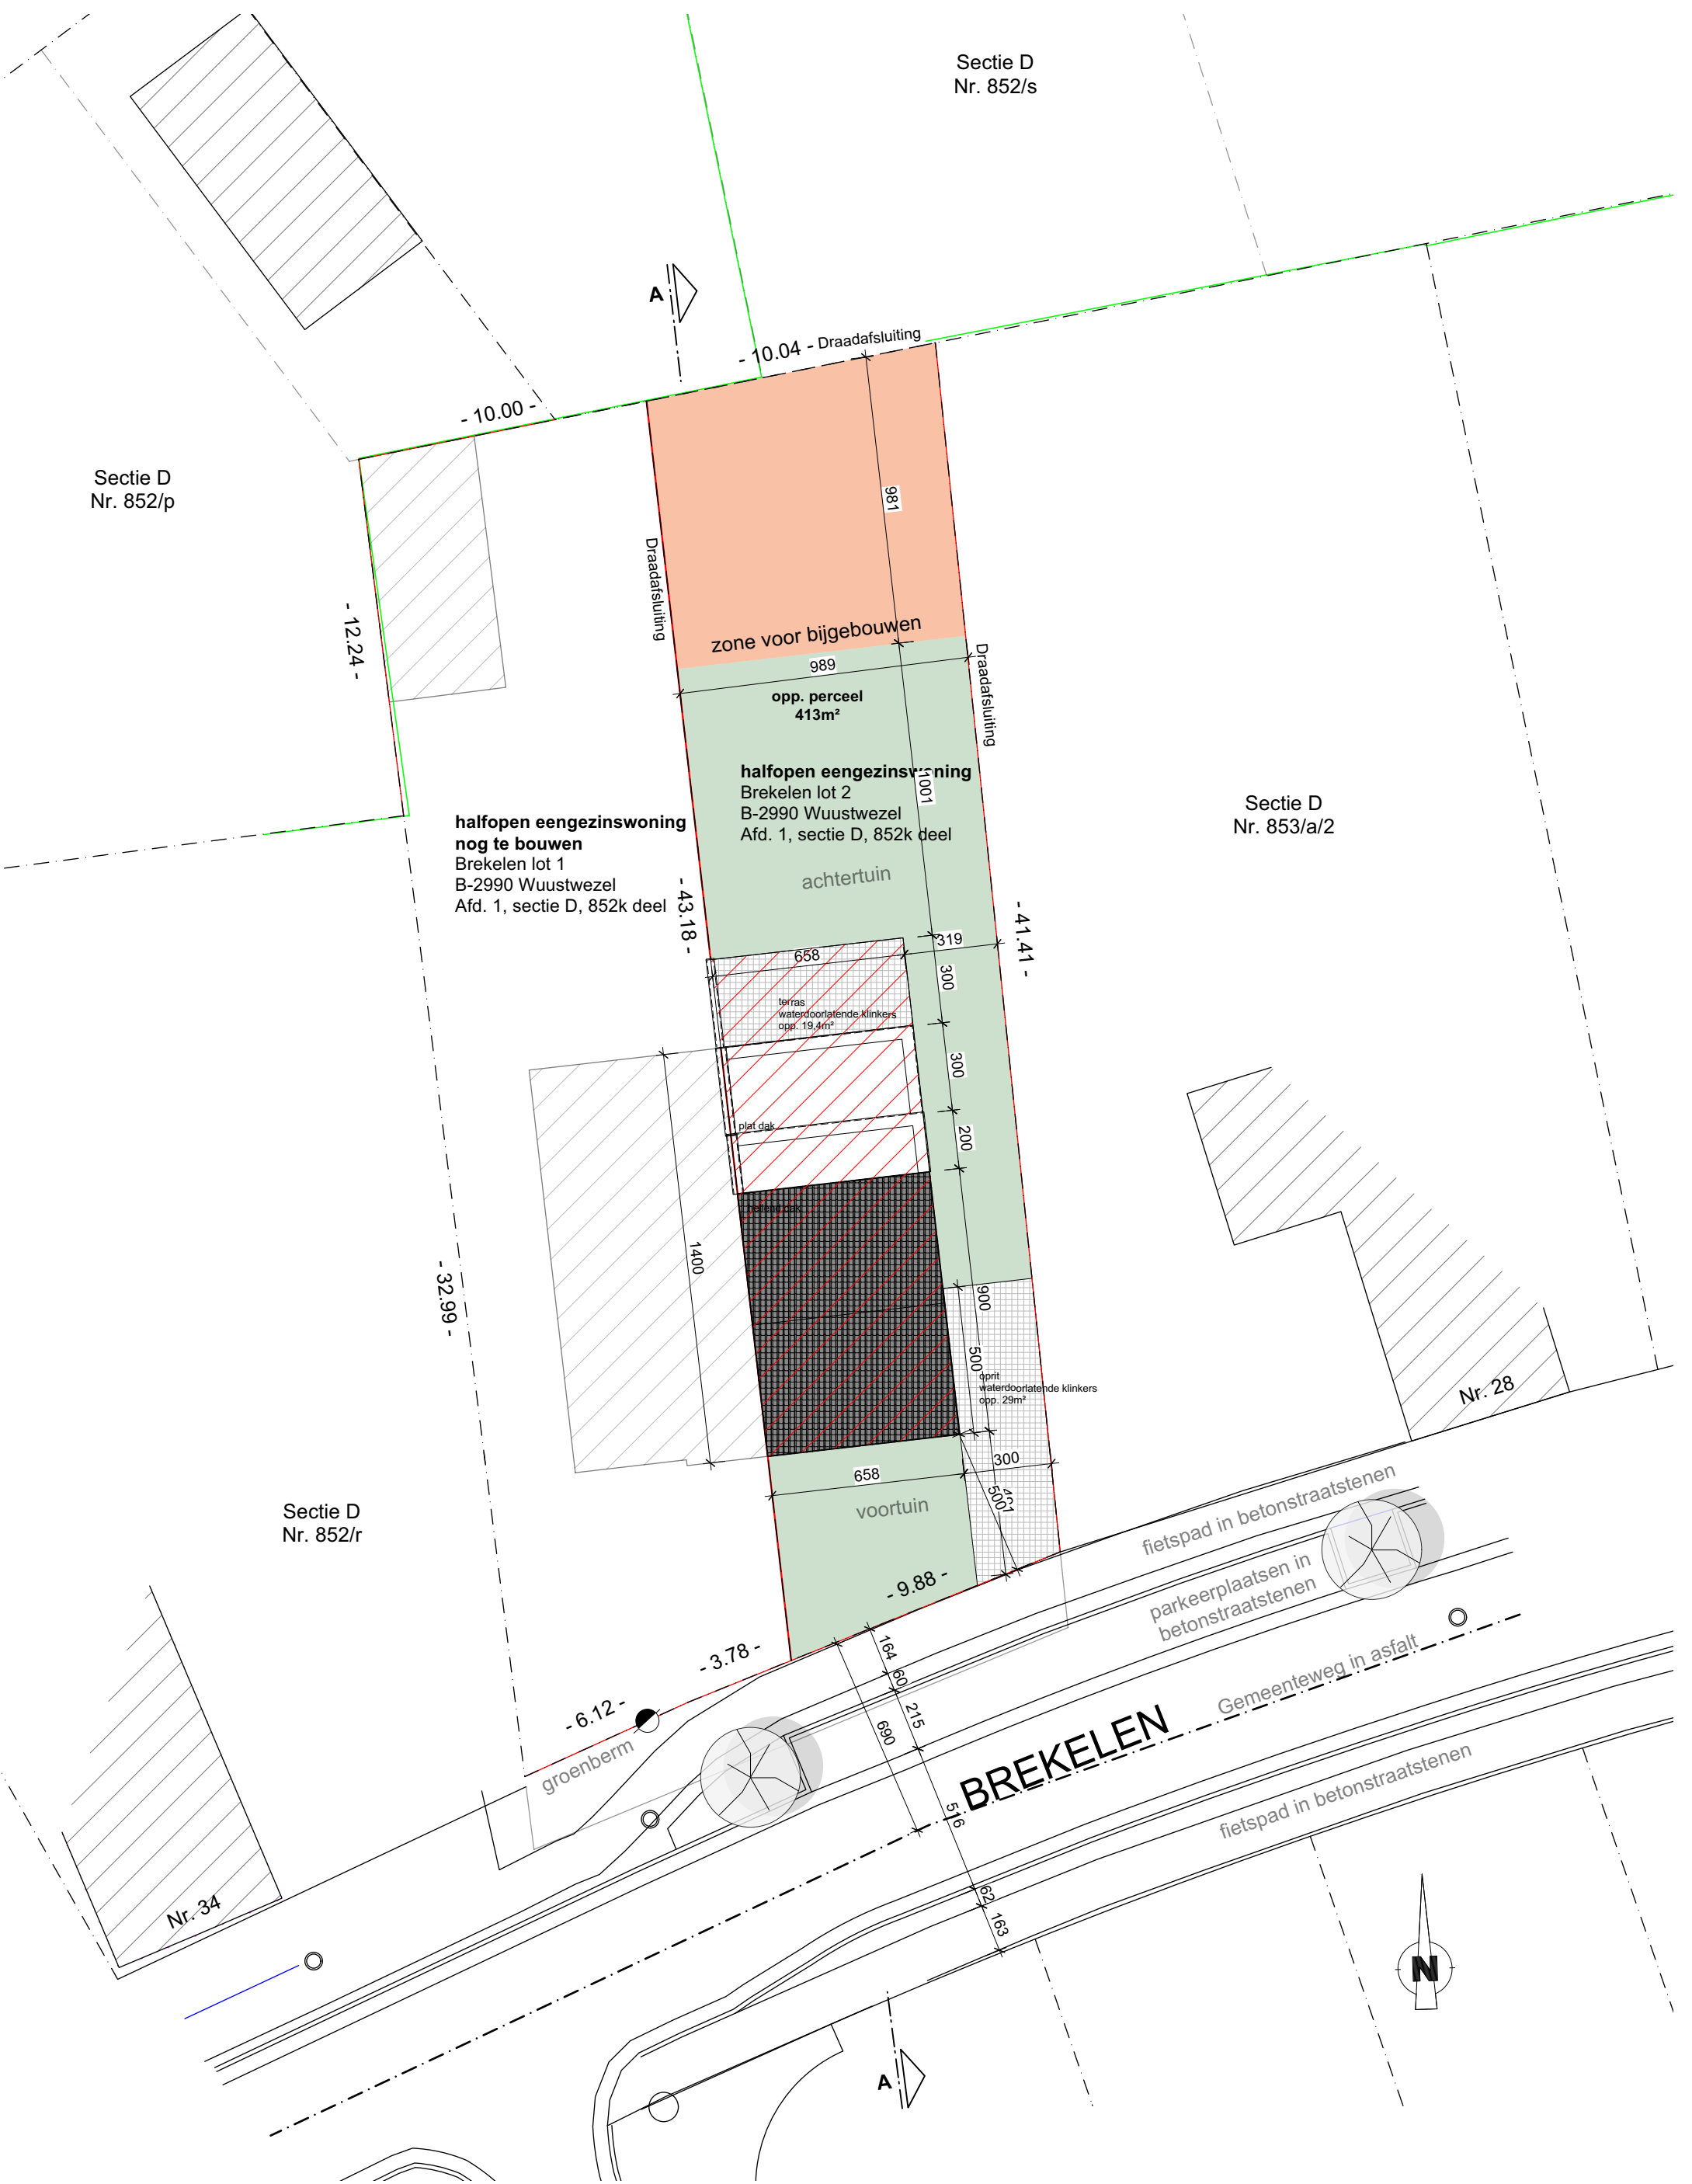 Sectie D
Nr. 852/s
A
- 10.04 -
Draadafsluiting
- 10.00 -
Sectie D
Nr. 852/p
981
Draadafsluiting
- 12.24 -
zone voor bijgebouwen
989
Draadafsluiting
opp. perceel
413m²
halfopen eengezinswoning
Brekelen lot 2
B-2990 Wuustwezel
Afd. 1, sectie D, 852k deel
1001
Sectie D
Nr. 853/a/2
halfopen eengezinswoning
nog te bouwen
Brekelen lot 1
B-2990 Wuustwezel
Afd. 1, sectie D, 852k deel
achtertuin
- 43.18 -
- 41.41 -
319
658
300
terras
waterdoorlatende klinkers
opp. 19,4m²
300
plat dak
200
hellend dak
1400
900
- 32.99 -
500
oprit
waterdoorlatende klinkers
opp. 29m²
Nr. 28
300
658
500
voortuin
Sectie D
Nr. 852/r
fietspad in betonstraatstenen
- 9.88 -
parkeerplaatsen in
betonstraatstenen
- 3.78 -
164
60
215
690
- 6.12 -
Gemeenteweg in asfalt
groenberm
BREKELEN
516
fietspad in betonstraatstenen
62
163
Nr. 34
N
A